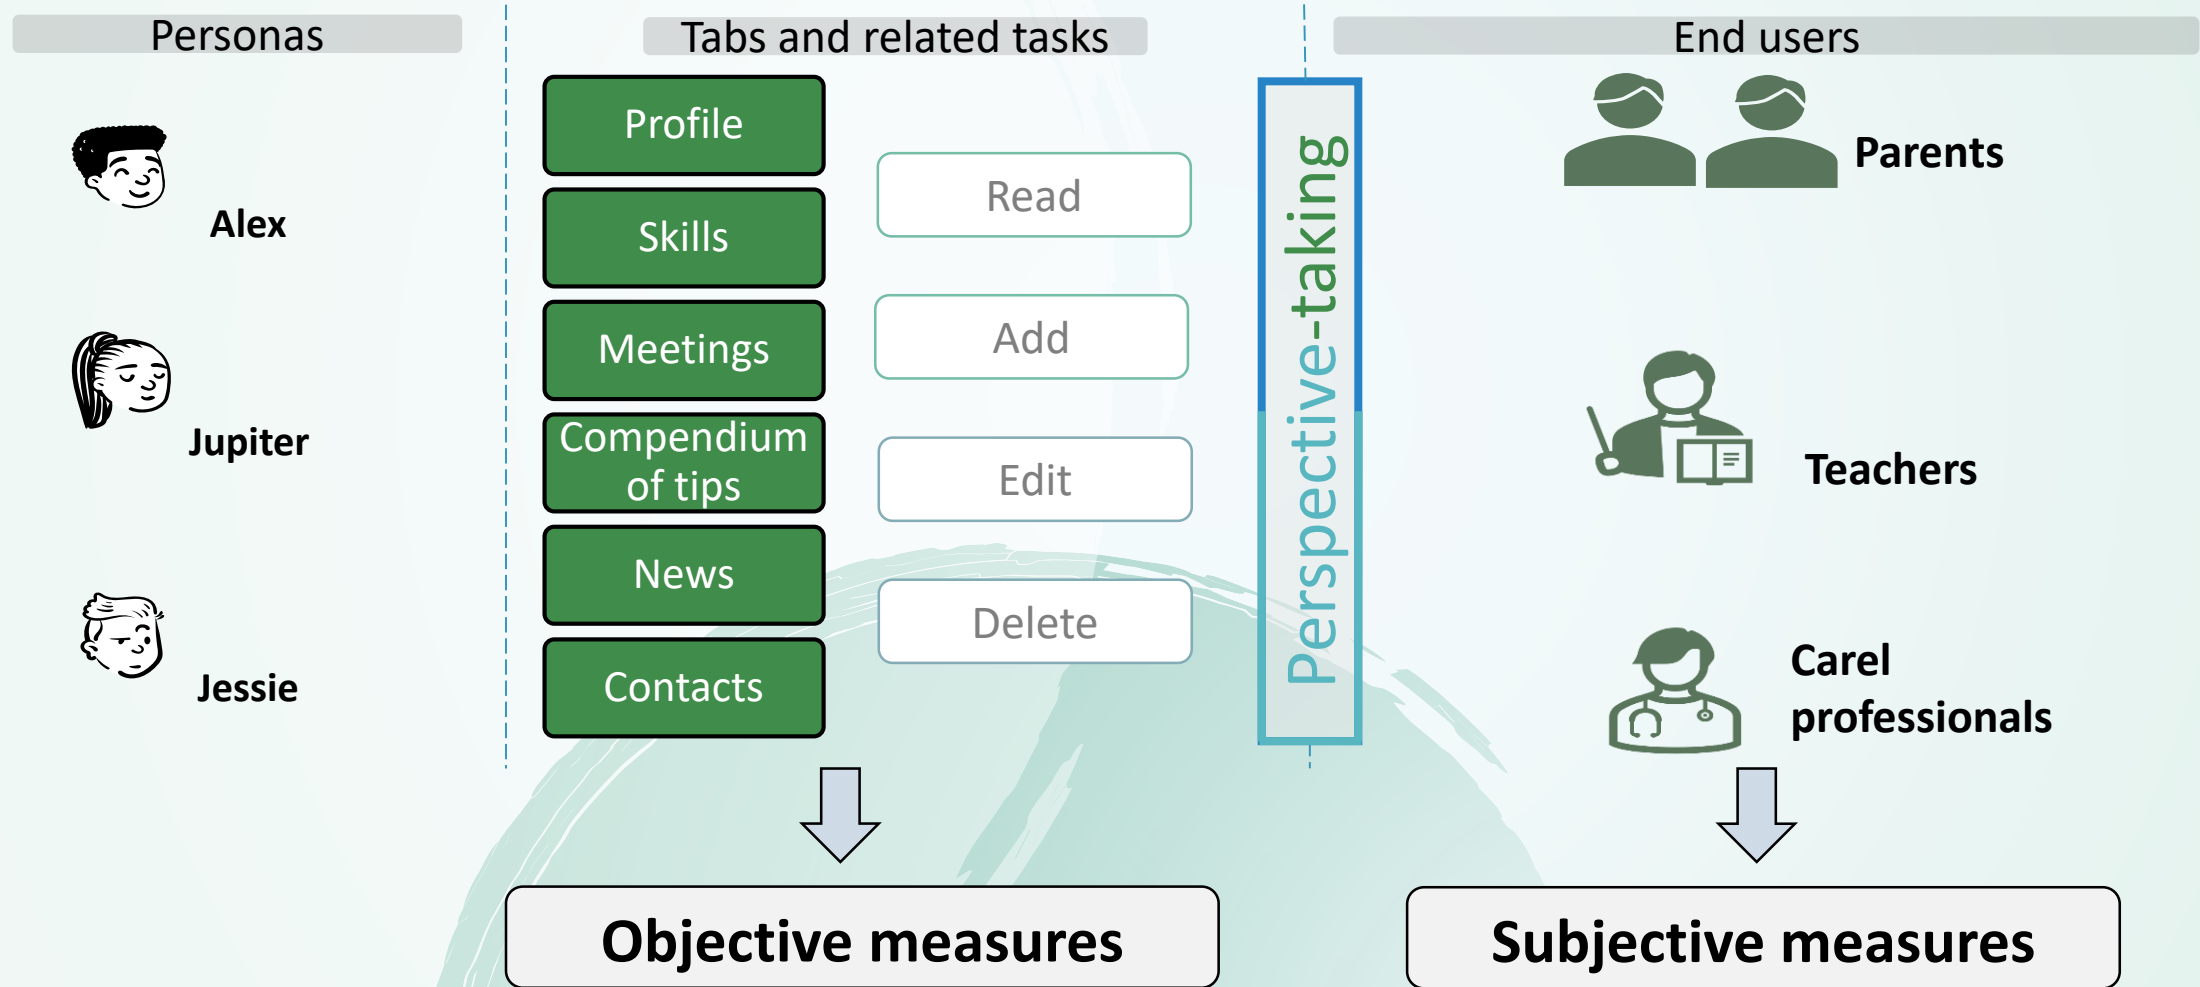 Personas
Alex
Jupiter
Jessie
Tabs and related tasks
Profile
Skills
Meetings
Compendium
of tips
News
Contacts
Read
Add
Edit
Delete
Perspective-taking
End users
Parents
Teachers
Carel
professionals
Objective measures
Subjective measures